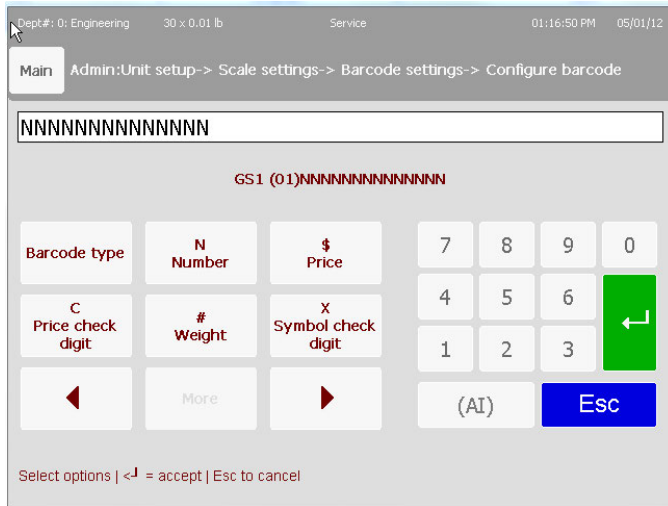 Dept#: 0: Engineering 30 x 0.01 lb Service 01:16:50 PM 05/01/12
Main Admin:Unit setup-> Scale settings-> Barcode settings-> Configure barcode
NNNNNNNNNNNNNN
GS1 (01)NNNNNNNNNNNNNN
Barcode type
N
Number
$
Price
7 8 9 0
C
Price check
digit
#
Weight
X
Symbol check
digit
4 5 6
1 2 3
More
(AI) Esc
Select options | <┘ = accept | Esc to cancel